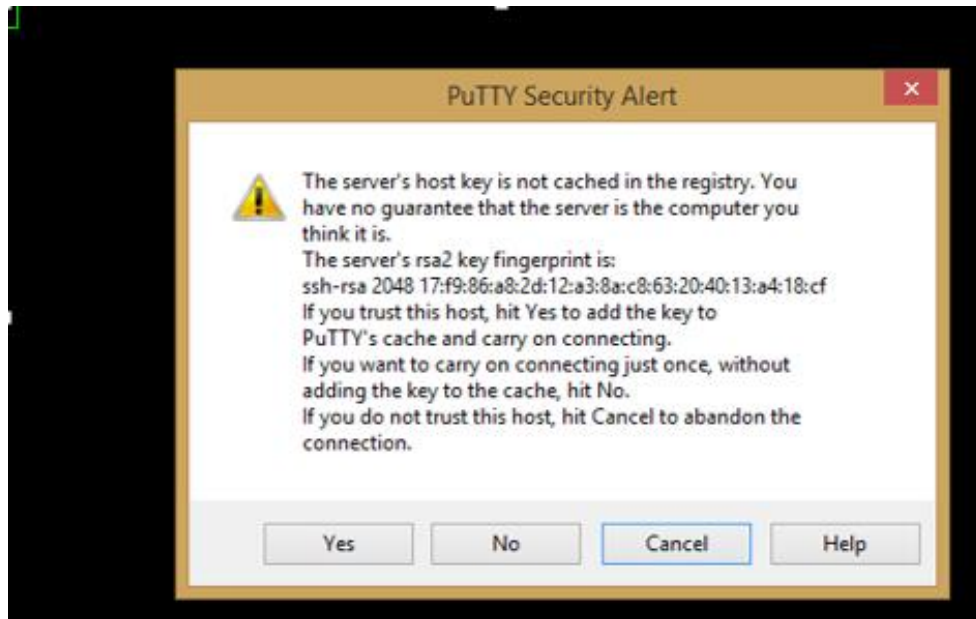 PuTTY Security Alert
The server's host key is not cached in the registry. You
have no guarantee that the server is the computer you
think it is.
The server's rsa2 key fingerprint is:
ssh-rsa 2048 17:f9:86:a8:2d:12:a3:8a:c8:63:20:40:13:a4:18:cf
If you trust this host, hit Yes to add the key to
PuTTY's cache and carry on connecting.
If you want to carry on connecting just once, without
adding the key to the cache, hit No.
If you do not trust this host, hit Cancel to abandon the
connection.
Yes No Cancel Help